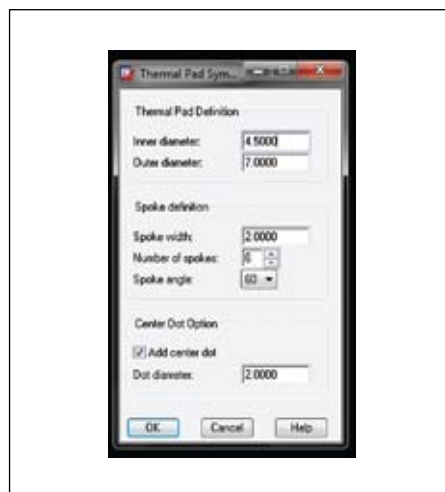 Thermal Pad Sym...
Thermal Pad Definition
Inner diameter: 4.5000
Outer diameter: 7.0000
Spoke definition
Spoke width: 2.0000
Number of spokes: 6
Spoke angle: 60
Center Dot Option
Add center dot
Dot diameter: 2.0000
OK Cancel Help